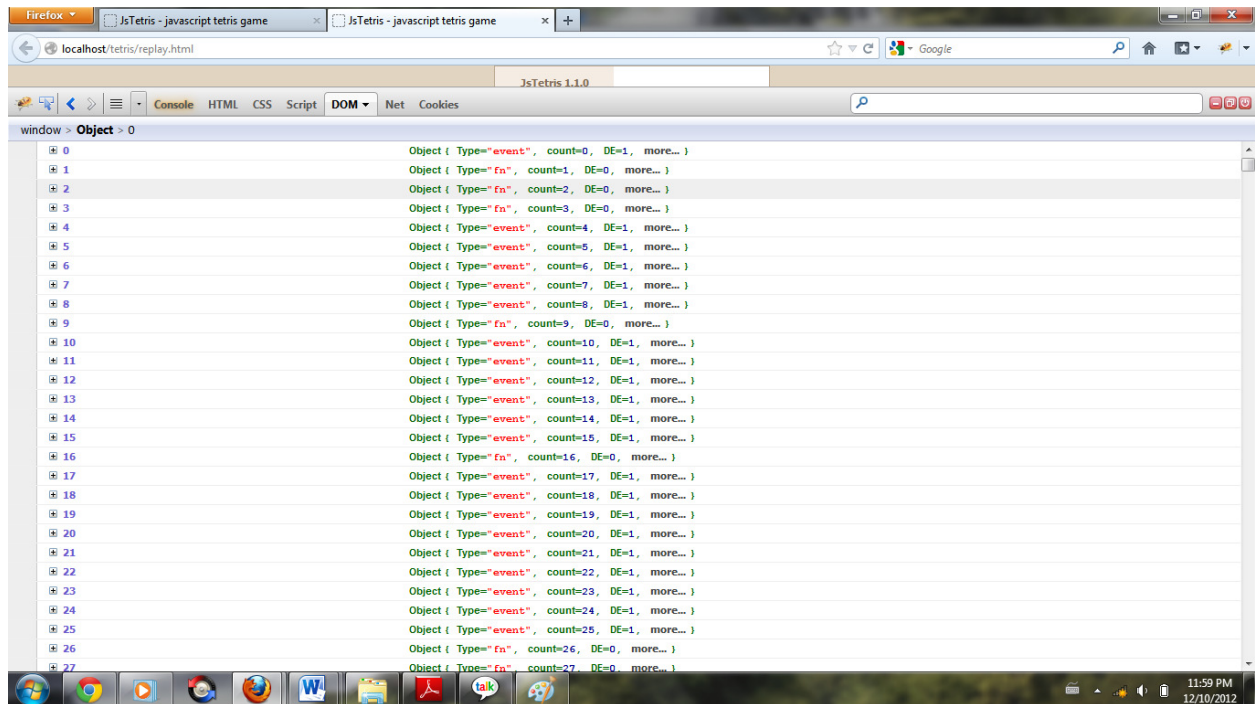 Firefox
JsTetris - javascript tetris game × JsTetris - javascript tetris game × +
localhost/tetris/replay.html Google
JsTetris 1.1.0
Console HTML CSS Script DOM Net Cookies
window > Object > 0
0 Object { Type="event", count=0, DE=1, more... }
1 Object { Type="fn", count=1, DE=0, more... }
2 Object { Type="fn", count=2, DE=0, more... }
3 Object { Type="fn", count=3, DE=0, more... }
4 Object { Type="event", count=4, DE=1, more... }
5 Object { Type="event", count=5, DE=1, more... }
6 Object { Type="event", count=6, DE=1, more... }
7 Object { Type="event", count=7, DE=1, more... }
8 Object { Type="event", count=8, DE=1, more... }
9 Object { Type="fn", count=9, DE=0, more... }
10 Object { Type="event", count=10, DE=1, more... }
11 Object { Type="event", count=11, DE=1, more... }
12 Object { Type="event", count=12, DE=1, more... }
13 Object { Type="event", count=13, DE=1, more... }
14 Object { Type="event", count=14, DE=1, more... }
15 Object { Type="event", count=15, DE=1, more... }
16 Object { Type="fn", count=16, DE=0, more... }
17 Object { Type="event", count=17, DE=1, more... }
18 Object { Type="event", count=18, DE=1, more... }
19 Object { Type="event", count=19, DE=1, more... }
20 Object { Type="event", count=20, DE=1, more... }
21 Object { Type="event", count=21, DE=1, more... }
22 Object { Type="event", count=22, DE=1, more... }
23 Object { Type="event", count=23, DE=1, more... }
24 Object { Type="event", count=24, DE=1, more... }
25 Object { Type="event", count=25, DE=1, more... }
26 Object { Type="fn", count=26, DE=0, more... }
27 Object { Type="fn", count=27, DE=0, more... }
talk
11:59 PM
12/10/2012